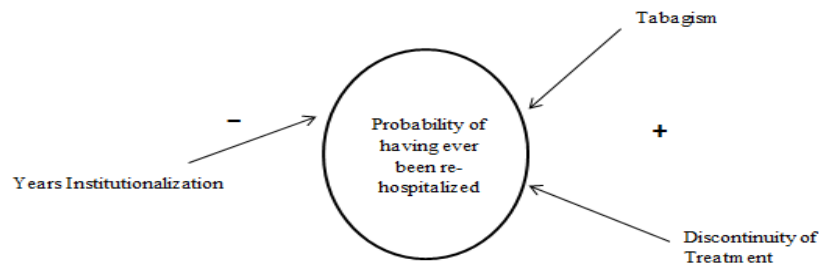 Tabagism
–
+
Probability of
having ever
been re-
hospitalized
Years Institutionalization
Discontinuity of
Treatment